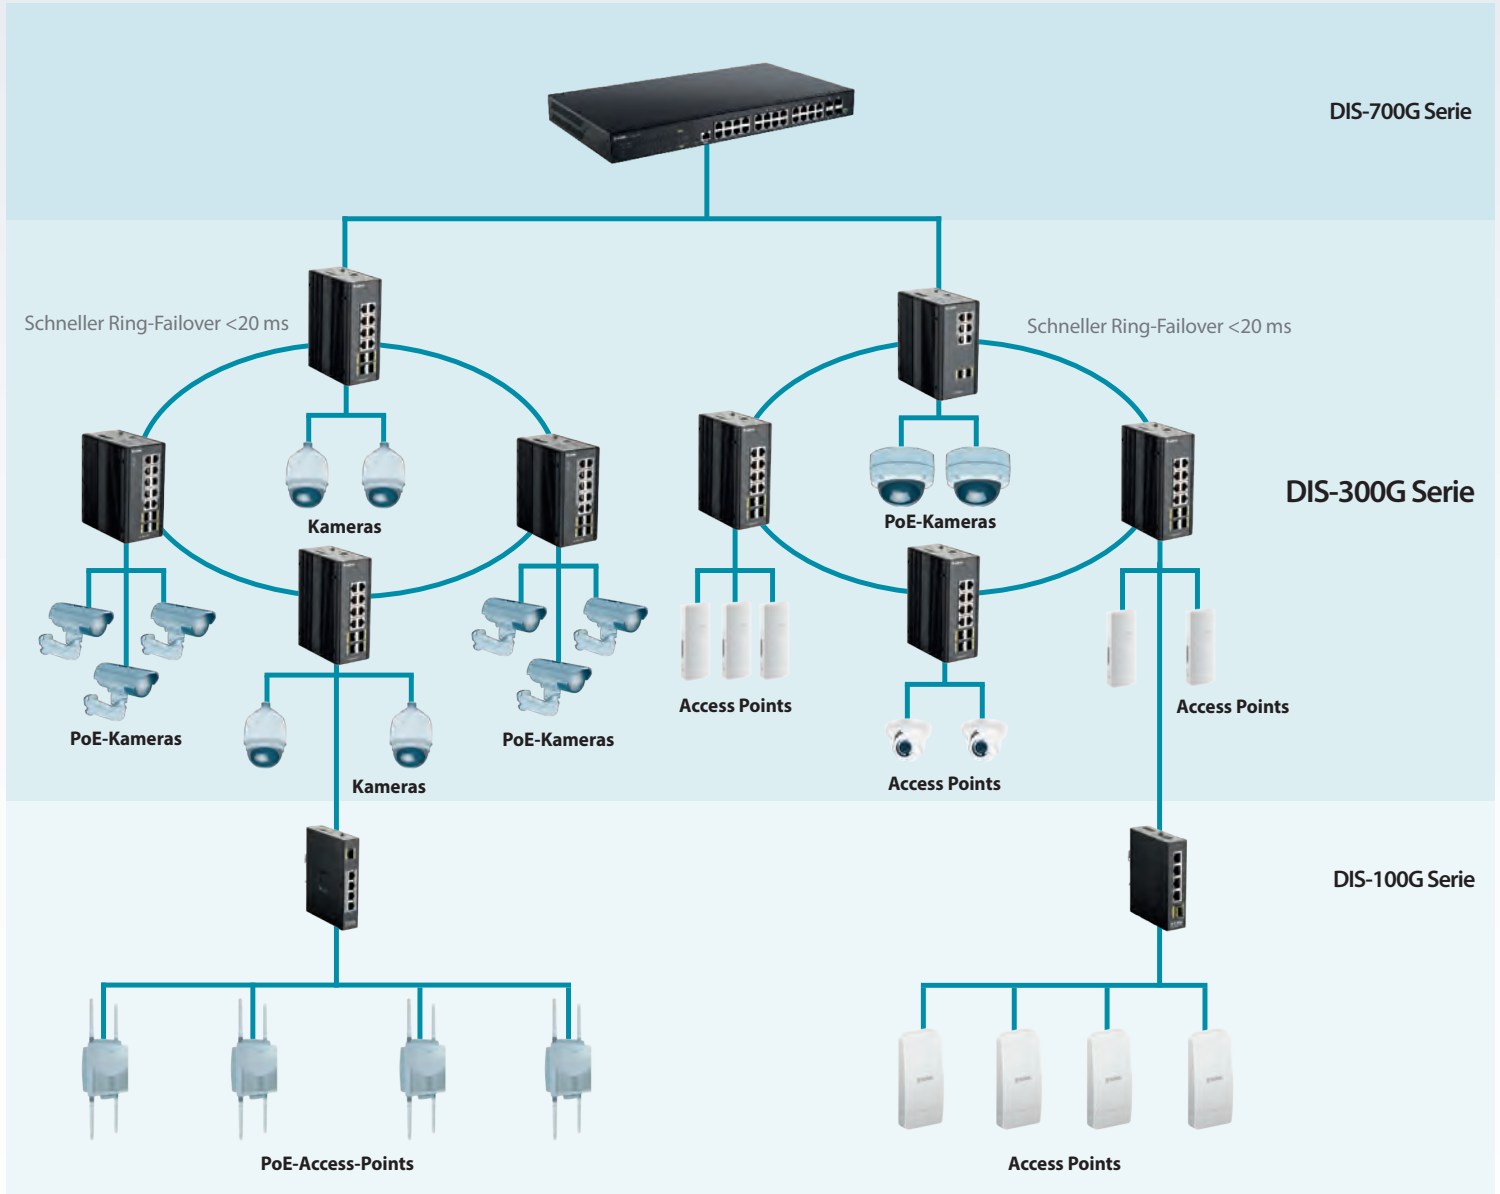 DIS-700G Serie
Schneller Ring-Failover <20 ms
Schneller Ring-Failover <20 ms
DIS-300G Serie
Kameras
PoE-Kameras
Access Points
Access Points
PoE-Kameras
PoE-Kameras
Kameras
Access Points
DIS-100G Serie
PoE-Access-Points
Access Points